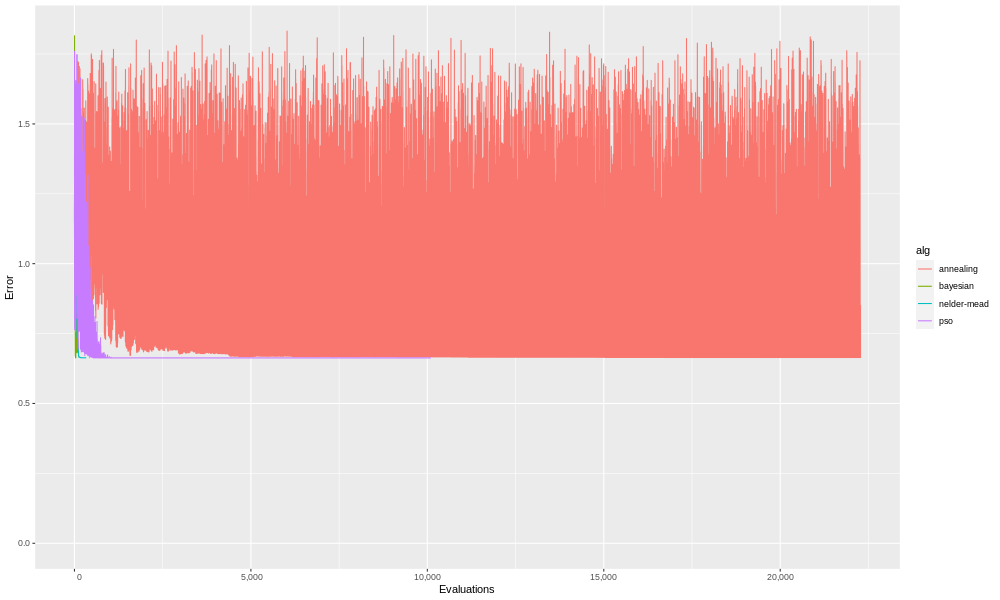 1.5
1.0
0.5
0.0
Error
0
5,000
10,000
15,000
20,000
Evaluations
alg
annealing
bayesian
nelder-mead
pso